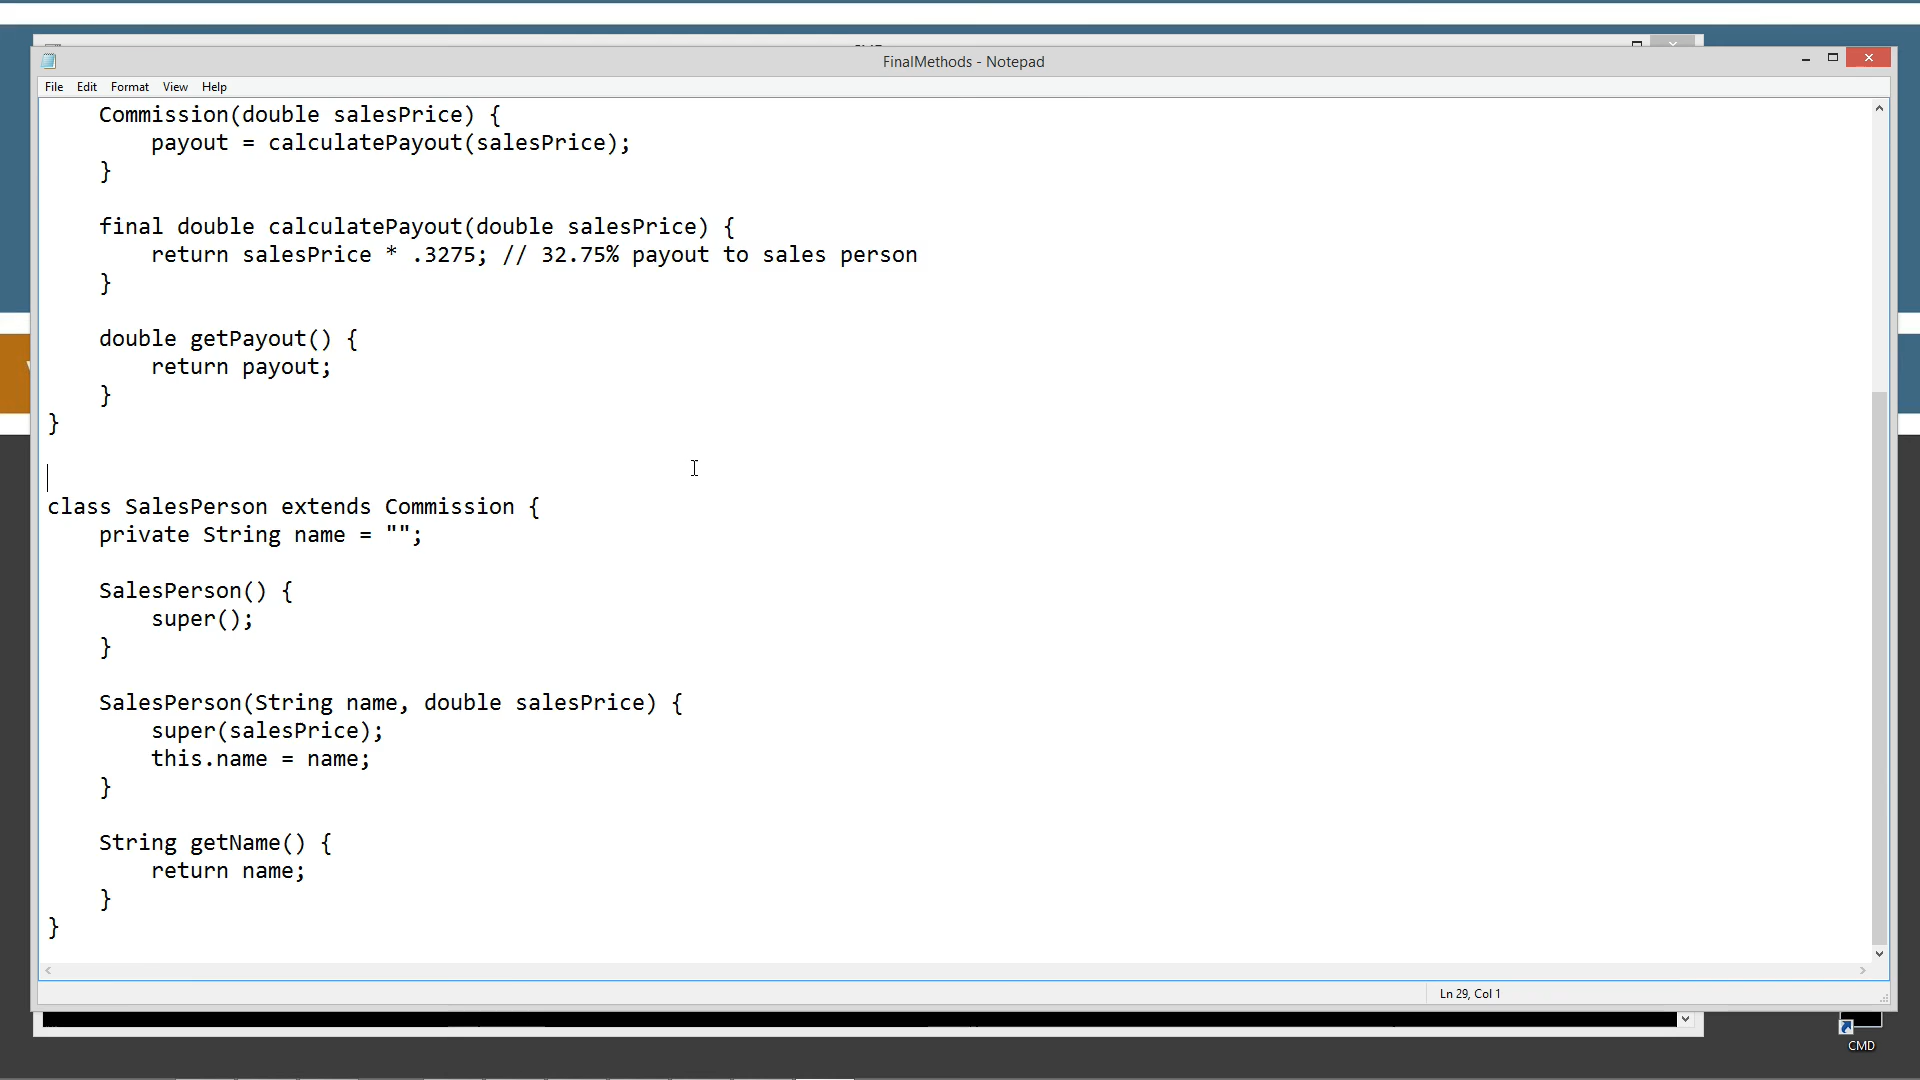 FinalMethods - Notepad
File Edit Format View Help
Commission(double salesPrice) {
payout = calculatePayout(salesPrice);
}
final double calculatePayout(double salesPrice) {
return salesPrice * .3275; // 32.75% payout to sales person
}
double getPayout() {
return payout;
}
}
class SalesPerson extends Commission {
private String name = "";
SalesPerson() {
super();
}
SalesPerson(String name, double salesPrice) {
super(salesPrice);
this.name = name;
}
String getName() {
return name;
}
}
Ln 29, Col 1
CMD